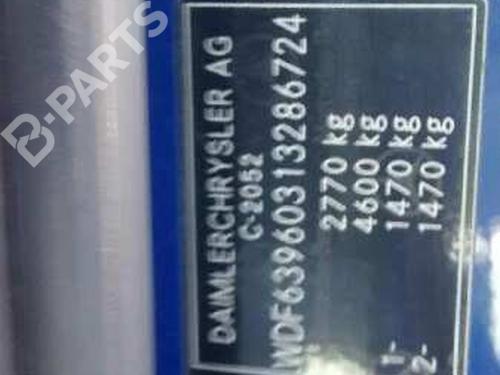 DAIMLERCHRYSLER AG
C-2052
WDF63960313286724
2770 kg
4600 kg
1- 1470 kg
2- 1470 kg
B-PARTS